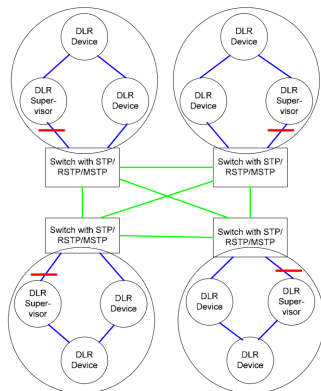 DLR
Device
DLR
Super-
visor
DLR
Device
Switch with STP/
RSTP/MSTP
DLR
Device
DLR
Device
DLR
Super-
visor
Switch with STP/
RSTP/MSTP
Switch with STP/
RSTP/MSTP
DLR
Super-
visor
DLR
Device
DLR
Device
Switch with STP/
RSTP/MSTP
DLR
Device
DLR
Super-
visor
DLR
Device